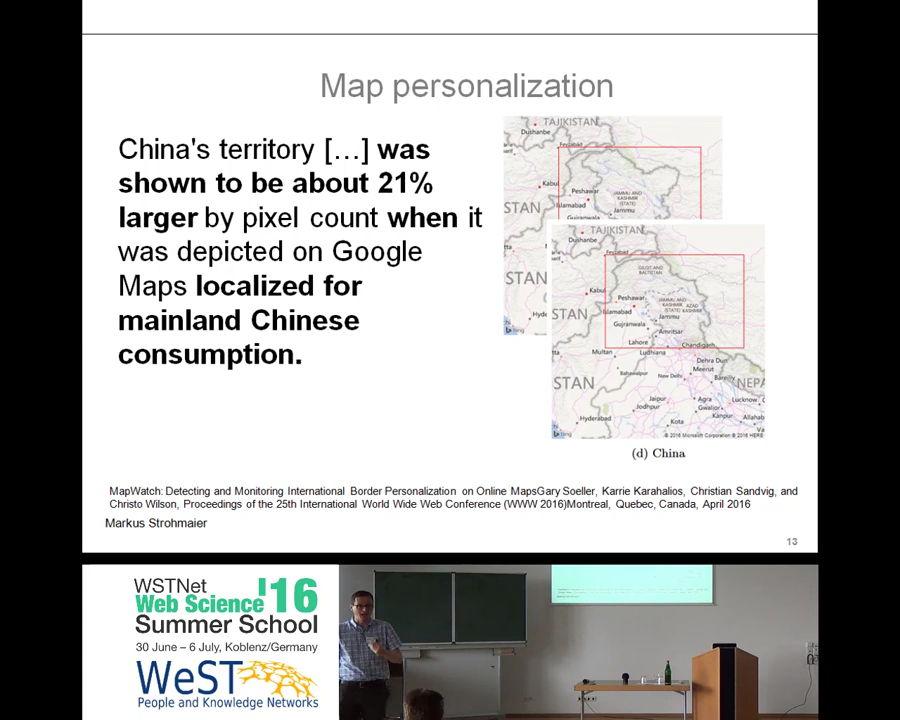 Map personalization
China's territory […] was
shown to be about 21%
larger by pixel count when it
was depicted on Google
Maps localized for
mainland Chinese
consumption.
TAJIKISTAN
Dushanbe
Faizabad
Kabul
Peshawar
Islamabad
JAMMU AND
KASHMIR
(STATE)
Jammu
Gujranwala
STAN
STAN
Hyde
bing
TAJIKISTAN
Dushanbe
Faizabad
GILGIT AND
BALTISTAN
Kabul
Peshawar
Islamabad
JAMMU AND
KASHMIR
(STATE)
AZAD
KASHMIR
STAN
Jammu
Gujranwala
Amritsar
Lahore
Chandigarh
Multan
Ludhiana
Dehra Dun
Bahawalpur
New Delhi
Meerut
Bareilly
NEPA
STAN
Jaipur
Agra
Lucknow
Jodhpur
Gwalior
Kanpur
Hyderabad
Kota
Allahab
Va
bing
© 2016 Microsoft Corporation © 2016 HERE
(d) China
MapWatch: Detecting and Monitoring International Border Personalization on Online MapsGary Soeller, Karrie Karahalios, Christian Sandvig, and
Christo Wilson, Proceedings of the 25th International World Wide Web Conference (WWW 2016)Montreal, Quebec, Canada, April 2016
Markus Strohmaier
13
WSTNet
Web Science '16
Summer School
30 June – 6 July, Koblenz/Germany
WeST
People and Knowledge Networks